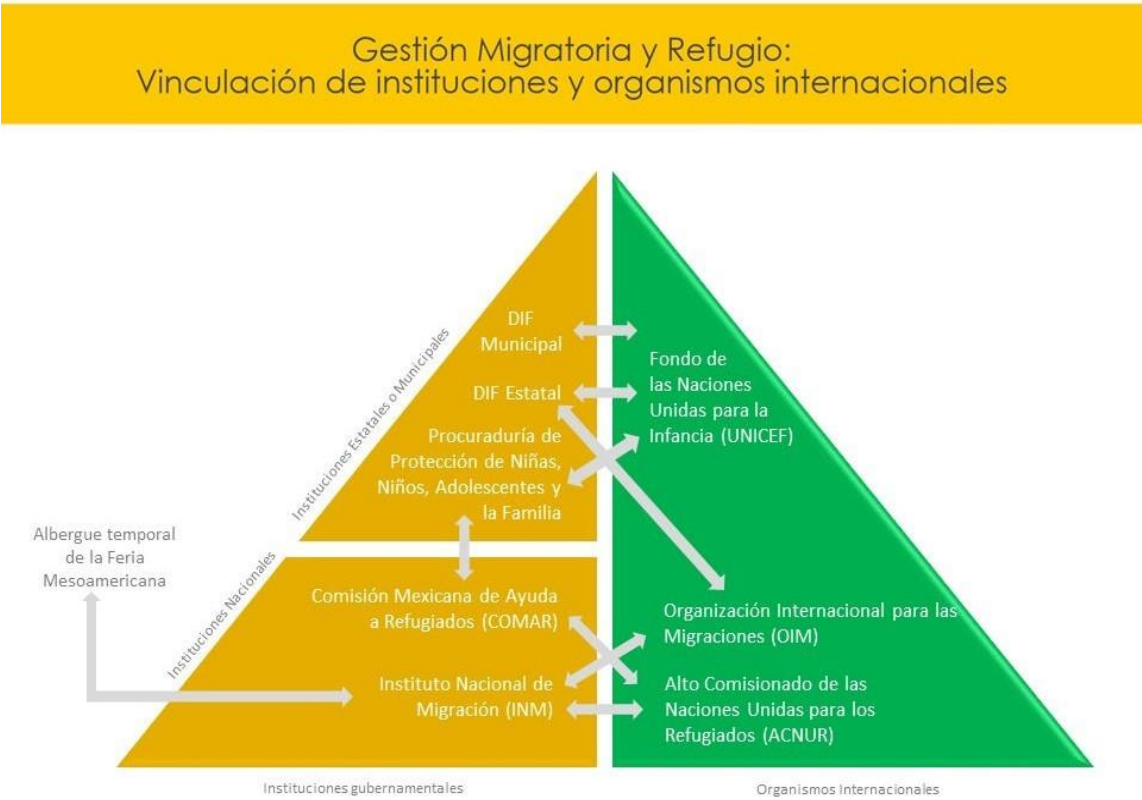 Gestión Migratoria y Refugio:
Vinculación de instituciones y organismos internacionales
Instituciones Estatales o Municipales
DIF
Municipal
DIF Estatal
Procuraduría de
Protección de Niñas,
Niños, Adolescentes y
la Familia
Fondo de
las Naciones
Unidas para la
Infancia (UNICEF)
Albergue temporal
de la Feria
Mesoamericana
Instituciones Nacionales
Comisión Mexicana de Ayuda
a Refugiados (COMAR)
Instituto Nacional de
Migración (INM)
Organización Internacional para las
Migraciones (OIM)
Alto Comisionado de las
Naciones Unidas para los
Refugiados (ACNUR)
Instituciones gubernamentales
Organismos Internacionales